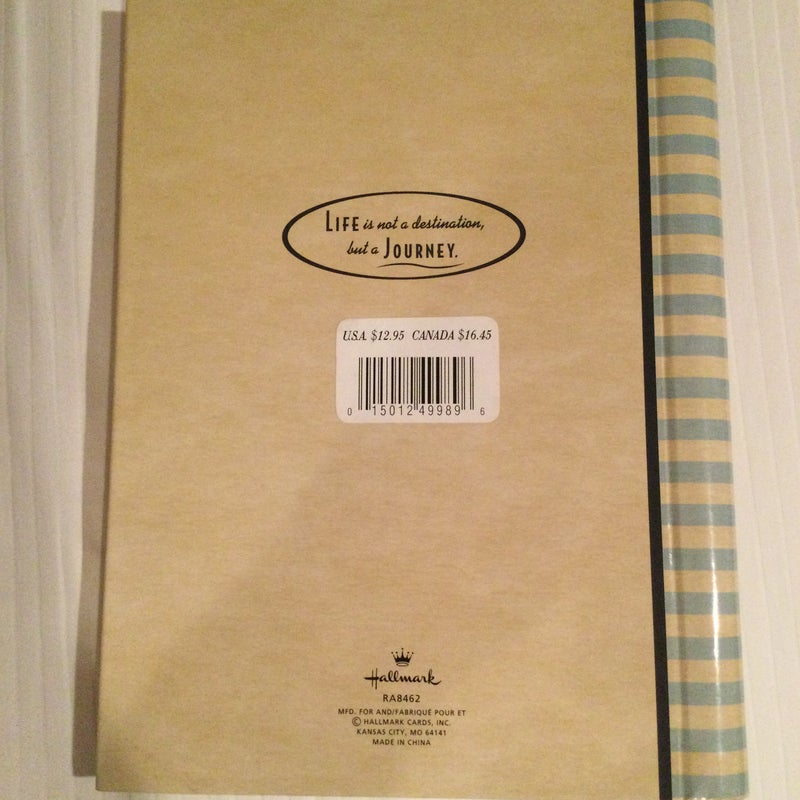 LIFE is not a destination,
but a JOURNEY.
U.S.A. $12.95 CANADA $16.45
0 15012 49989 6
Hallmark
RA8462
MFD. FOR AND/FABRIQUÉ POUR ET
© HALLMARK CARDS, INC.
KANSAS CITY, MO 64141
MADE IN CHINA